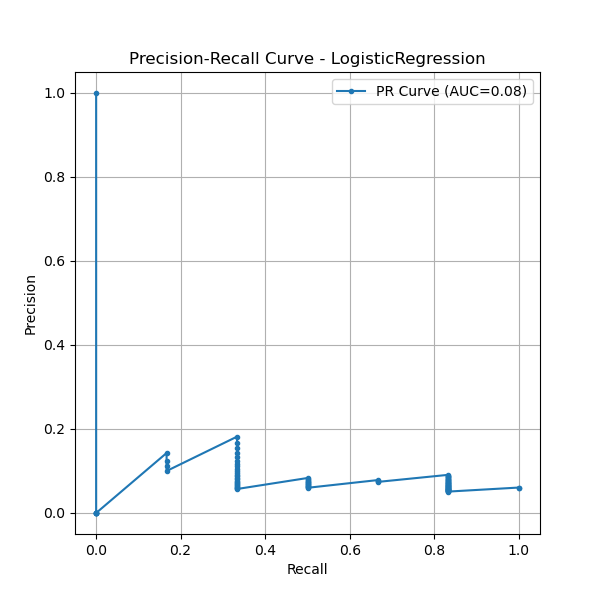 Precision-Recall Curve - LogisticRegression
PR Curve (AUC=0.08)
1.0
0.8
0.6
0.4
0.2
0.0
Precision
0.0 0.2 0.4 0.6 0.8 1.0
Recall